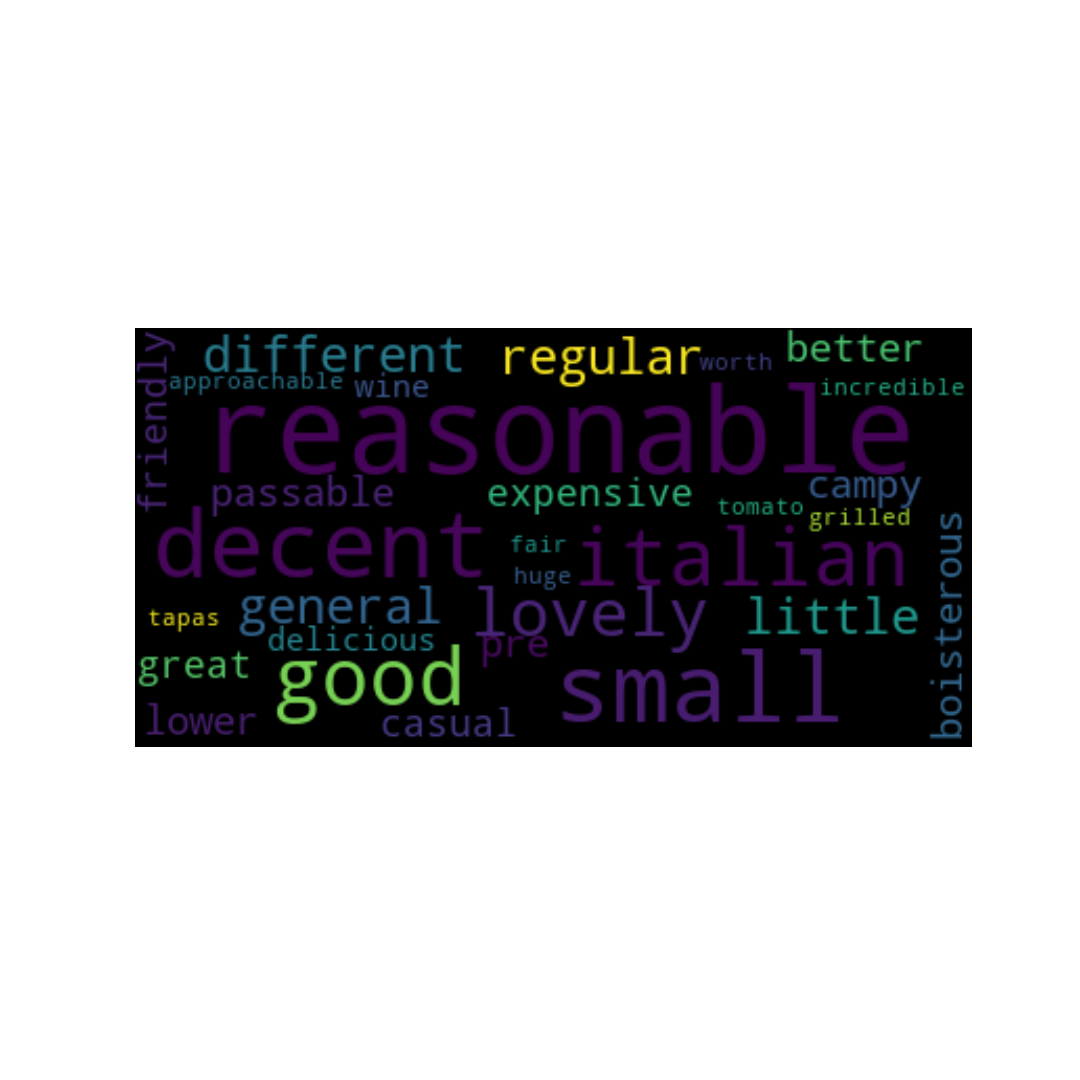 friendly
different
regular
worth
better
approachable
wine
incredible
reasonable
passable
expensive
tomato
campy
grilled
decent
fair
italian
huge
boisterous
tapas
general
lovely
little
delicious
pre
great
good
small
lower
casual